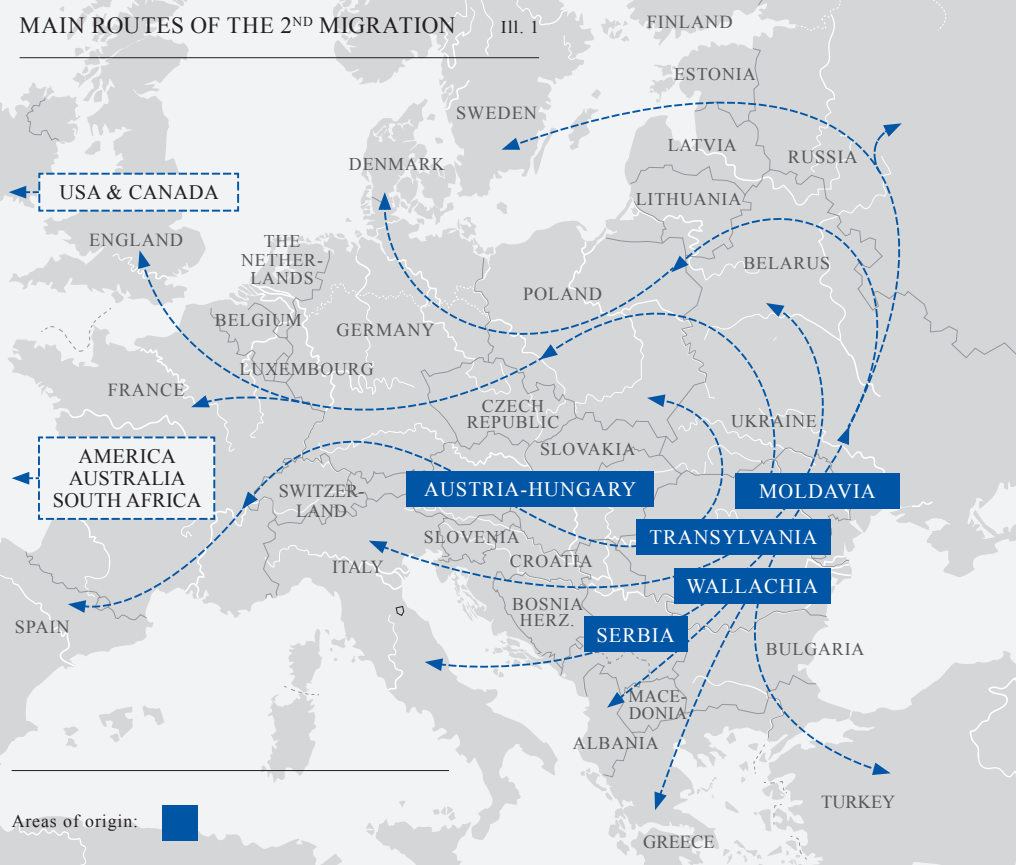 MAIN ROUTES OF THE 2ND MIGRATION Ill. 1
FINLAND
ESTONIA
SWEDEN
LATVIA
RUSSIA
DENMARK
USA & CANADA
LITHUANIA
ENGLAND
THE
NETHER-
LANDS
BELARUS
POLAND
BELGIUM
GERMANY
LUXEMBOURG
FRANCE
CZECH
REPUBLIC
UKRAINE
SLOVAKIA
AMERICA
AUSTRALIA
SOUTH AFRICA
SWITZER-
LAND
AUSTRIA-HUNGARY
MOLDAVIA
SLOVENIA
TRANSYLVANIA
CROATIA
ITALY
WALLACHIA
BOSNIA
HERZ.
SERBIA
SPAIN
BULGARIA
MACE-
DONIA
ALBANIA
TURKEY
Areas of origin:
GREECE